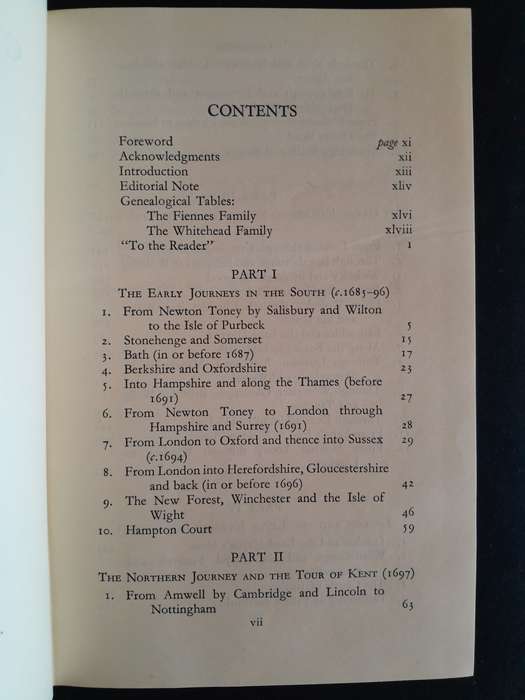 CONTENTS
Foreword page xi
Acknowledgments xii
Introduction xiii
Editorial Note xliv
Genealogical Tables:
The Fiennes Family xlvi
The Whitehead Family xlviii
"To the Reader" 1
PART I
The Early Journeys in the South (c.1685–96)
1. From Newton Toney by Salisbury and Wilton
to the Isle of Purbeck 5
2. Stonehenge and Somerset 15
3. Bath (in or before 1687) 17
4. Berkshire and Oxfordshire 23
5. Into Hampshire and along the Thames (before
1691) 27
6. From Newton Toney to London through
Hampshire and Surrey (1691) 28
7. From London to Oxford and thence into Sussex
(c.1694) 29
8. From London into Herefordshire, Gloucestershire
and back (in or before 1696) 42
9. The New Forest, Winchester and the Isle of
Wight 46
10. Hampton Court 59
PART II
The Northern Journey and the Tour of Kent (1697)
1. From Amwell by Cambridge and Lincoln to
Nottingham 63
vii